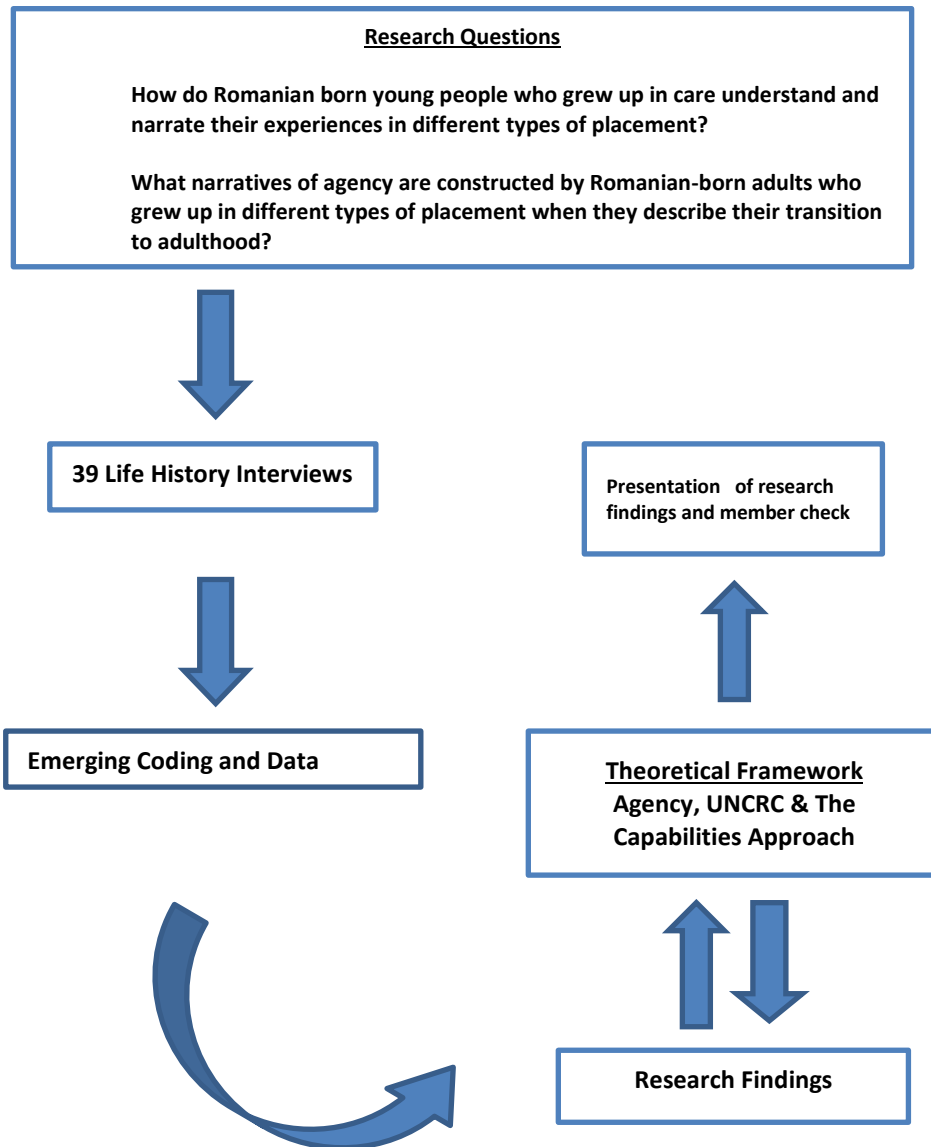 Research Questions
How do Romanian born young people who grew up in care understand and
narrate their experiences in different types of placement?
What narratives of agency are constructed by Romanian-born adults who
grew up in different types of placement when they describe their transition
to adulthood?
39 Life History Interviews
Presentation of research
findings and member check
Emerging Coding and Data
Theoretical Framework
Agency, UNCRC & The
Capabilities Approach
Research Findings